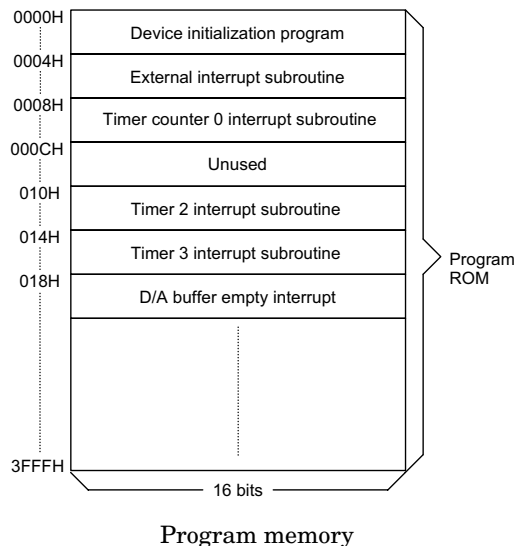 0000H
Device initialization program
0004H
External interrupt subroutine
0008H
Timer counter 0 interrupt subroutine
000CH
Unused
010H
Timer 2 interrupt subroutine
014H
Timer 3 interrupt subroutine
018H
D/A buffer empty interrupt
Program
ROM
3FFFH
16 bits
Program memory